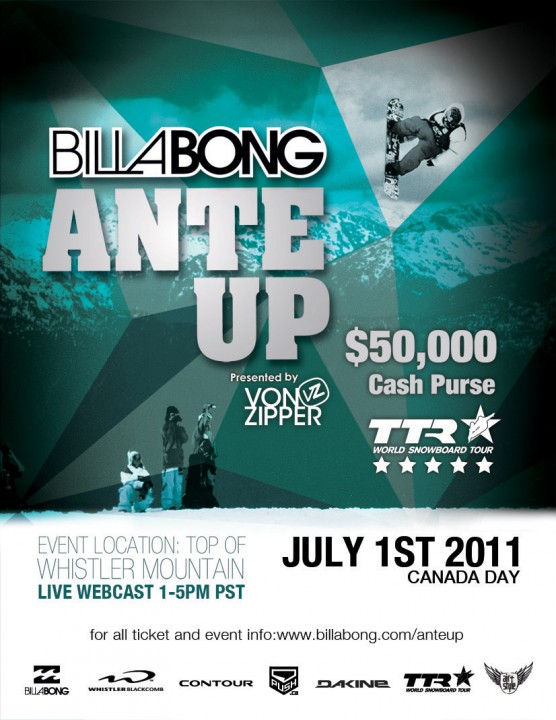 BILLABONG
ANTE
UP
$50,000
Cash Purse
Presented by
VON VZ
ZIPPER
TTR
WORLD SNOWBOARD TOUR
EVENT LOCATION: TOP OF
WHISTLER MOUNTAIN
LIVE WEBCAST 1-5PM PST
JULY 1ST 2011
CANADA DAY
for all ticket and event info:www.billabong.com/anteup
BILLABONG
WHISTLER BLACKCOMB
CONTOUR
PUSH
DAKINE
TTR
WORLD SNOWBOARD TOUR